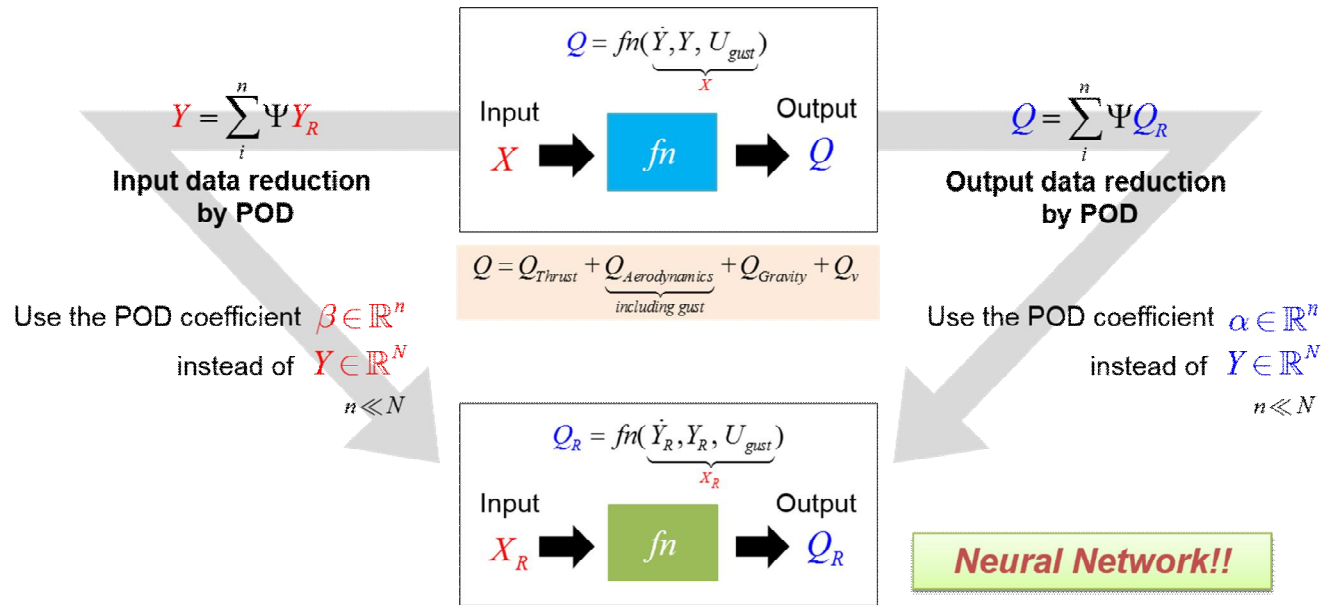 Q = fn(Ẏ, Y, U_gust)
X
Input
Output
X
fn
Q
Y = ∑_i^n ΨY_R
Input data reduction
by POD
Q = ∑_i^n ΨQ_R
Output data reduction
by POD
Q = Q_Thrust + Q_Aerodynamics + Q_Gravity + Q_v
including gust
Use the POD coefficient β ∈ ℝ^n
instead of Y ∈ ℝ^N
n ≪ N
Use the POD coefficient α ∈ ℝ^n
instead of Y ∈ ℝ^N
n ≪ N
Q_R = fn(Ẏ_R, Y_R, U_gust)
X_R
Input
Output
X_R
fn
Q_R
Neural Network!!